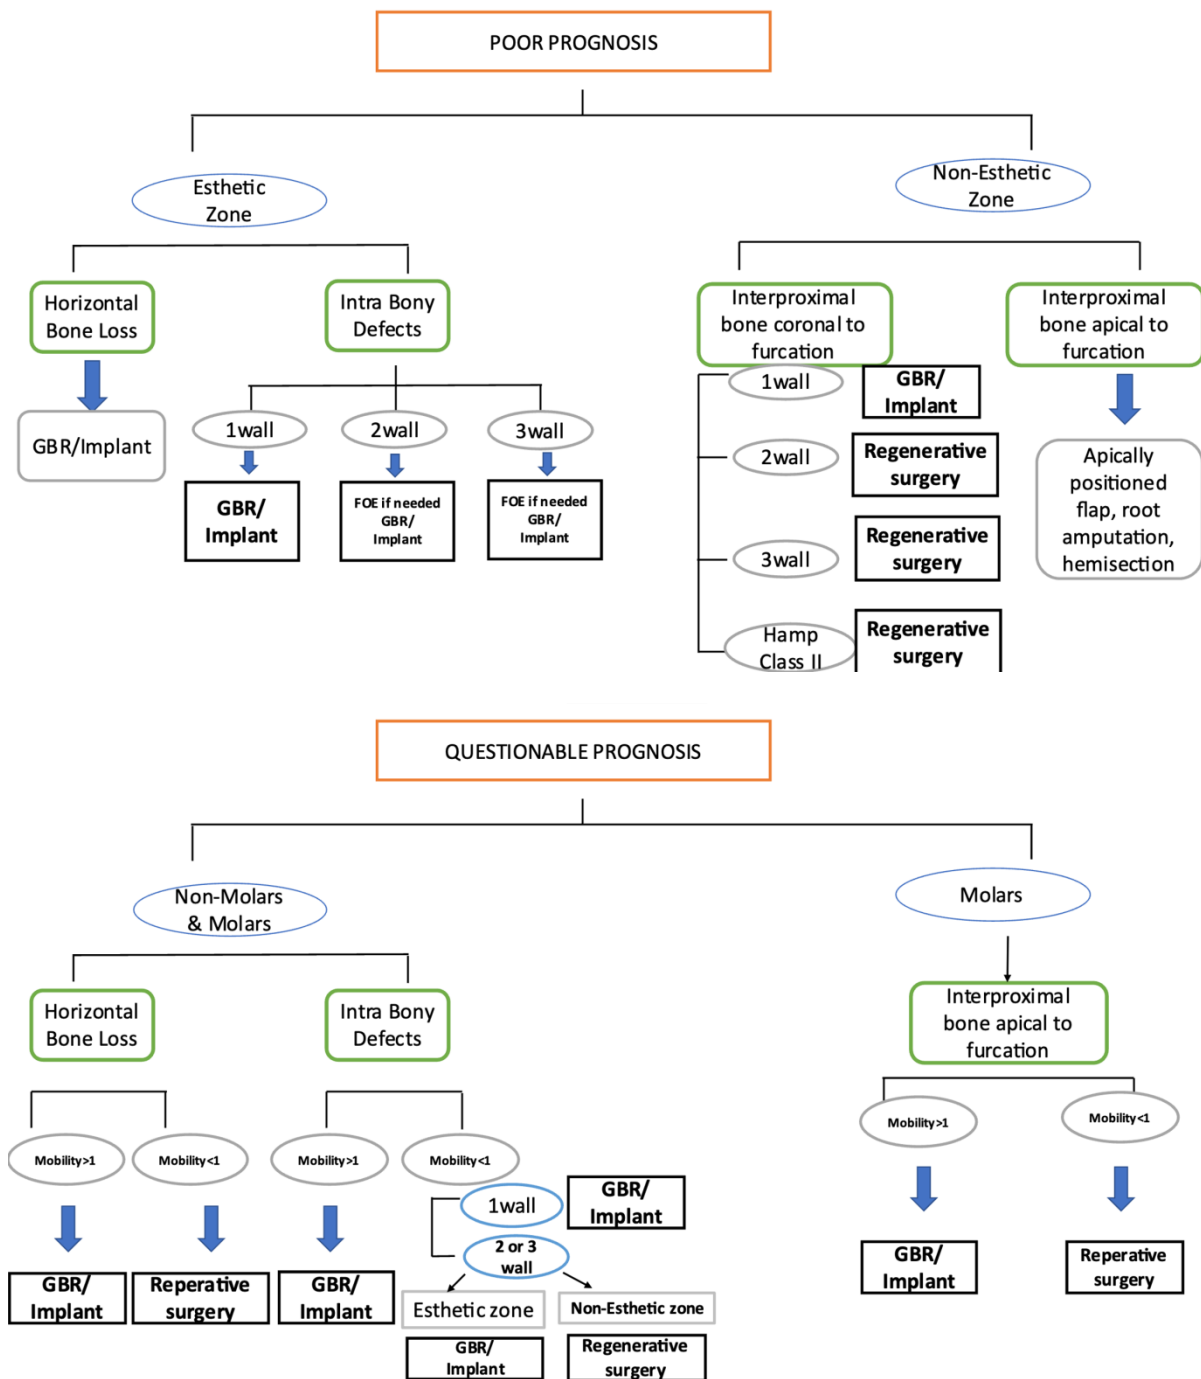 POOR PROGNOSIS
Esthetic
Zone
Non-Esthetic
Zone
Horizontal
Bone Loss
Intra Bony
Defects
Interproximal
bone coronal to
furcation
Interproximal
bone apical to
furcation
GBR/Implant
1wall
2wall
3wall
GBR/
Implant
FOE if needed
GBR/
Implant
FOE if needed
GBR/
Implant
1wall
GBR/
Implant
2wall
Regenerative
surgery
3wall
Regenerative
surgery
Hamp
Class II
Regenerative
surgery
Apically
positioned
flap, root
amputation,
hemisection
QUESTIONABLE PROGNOSIS
Non-Molars
& Molars
Molars
Horizontal
Bone Loss
Intra Bony
Defects
Interproximal
bone apical to
furcation
Mobility>1
Mobility<1
Mobility>1
Mobility<1
Mobility>1
Mobility<1
GBR/
Implant
Reperative
surgery
GBR/
Implant
1wall
GBR/
Implant
2 or 3
wall
Esthetic zone
Non-Esthetic zone
GBR/
Implant
Regenerative
surgery
GBR/
Implant
Reperative
surgery